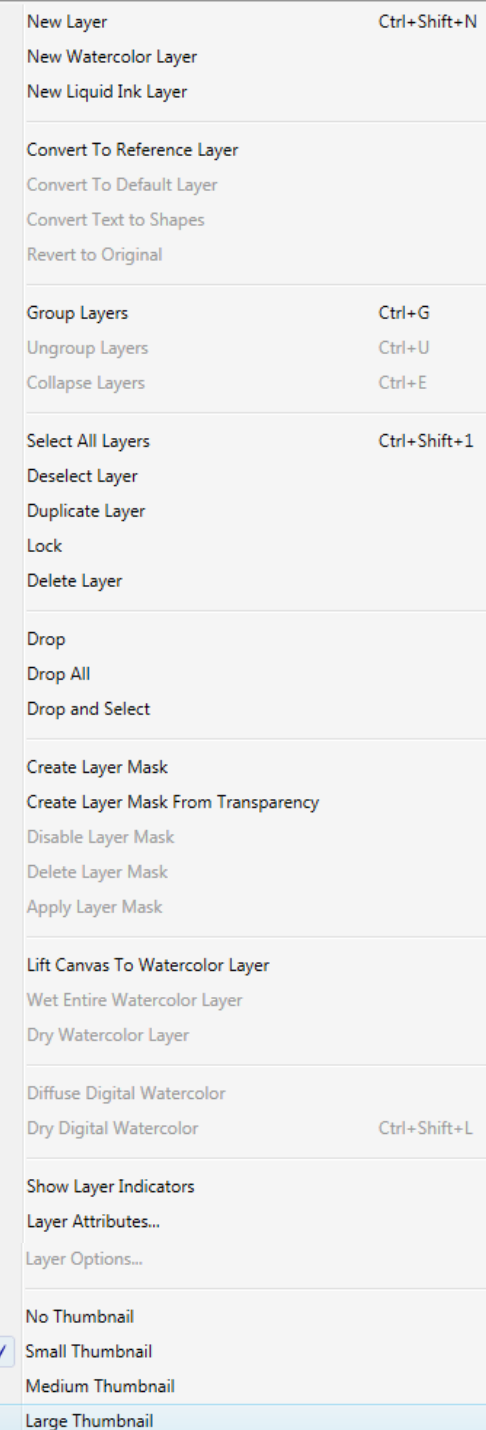 New Layer Ctrl+Shift+N
New Watercolor Layer
New Liquid Ink Layer
Convert To Reference Layer
Convert To Default Layer
Convert Text to Shapes
Revert to Original
Group Layers Ctrl+G
Ungroup Layers Ctrl+U
Collapse Layers Ctrl+E
Select All Layers Ctrl+Shift+1
Deselect Layer
Duplicate Layer
Lock
Delete Layer
Drop
Drop All
Drop and Select
Create Layer Mask
Create Layer Mask From Transparency
Disable Layer Mask
Delete Layer Mask
Apply Layer Mask
Lift Canvas To Watercolor Layer
Wet Entire Watercolor Layer
Dry Watercolor Layer
Diffuse Digital Watercolor
Dry Digital Watercolor Ctrl+Shift+L
Show Layer Indicators
Layer Attributes...
Layer Options...
No Thumbnail
Small Thumbnail
Medium Thumbnail
Large Thumbnail